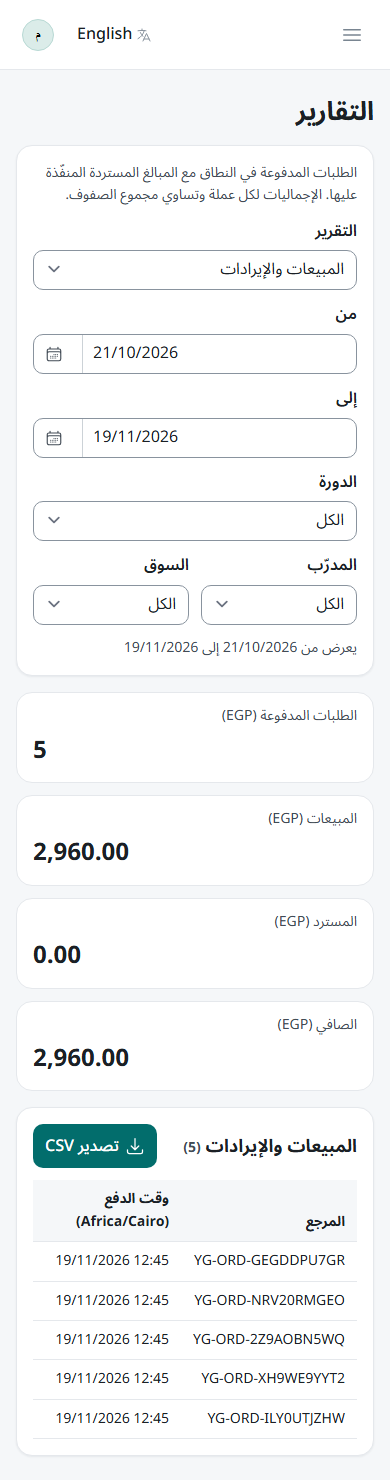 English
م
التقارير
الطلبات المدفوعة في النطاق مع المبالغ المستردة المنفّذة
عليها. الإجماليات لكل عملة وتساوي مجموع الصفوف.
التقرير
المبيعات والإيرادات
من
21/10/2026
إلى
19/11/2026
الدورة
الكل
المدرّب
السوق
الكل
الكل
يعرض من 21/10/2026 إلى 19/11/2026
الطلبات المدفوعة (EGP)
5
المبيعات (EGP)
2,960.00
المسترد (EGP)
0.00
الصافي (EGP)
2,960.00
المبيعات والإيرادات (5)
تصدير CSV
المرجع
وقت الدفع
(Africa/Cairo)
YG-ORD-GEGDDPU7GR 19/11/2026 12:45
YG-ORD-NRV20RMGEO 19/11/2026 12:45
YG-ORD-2Z9AOBN5WQ 19/11/2026 12:45
YG-ORD-XH9WE9YYT2 19/11/2026 12:45
YG-ORD-ILY0UTJZHW 19/11/2026 12:45